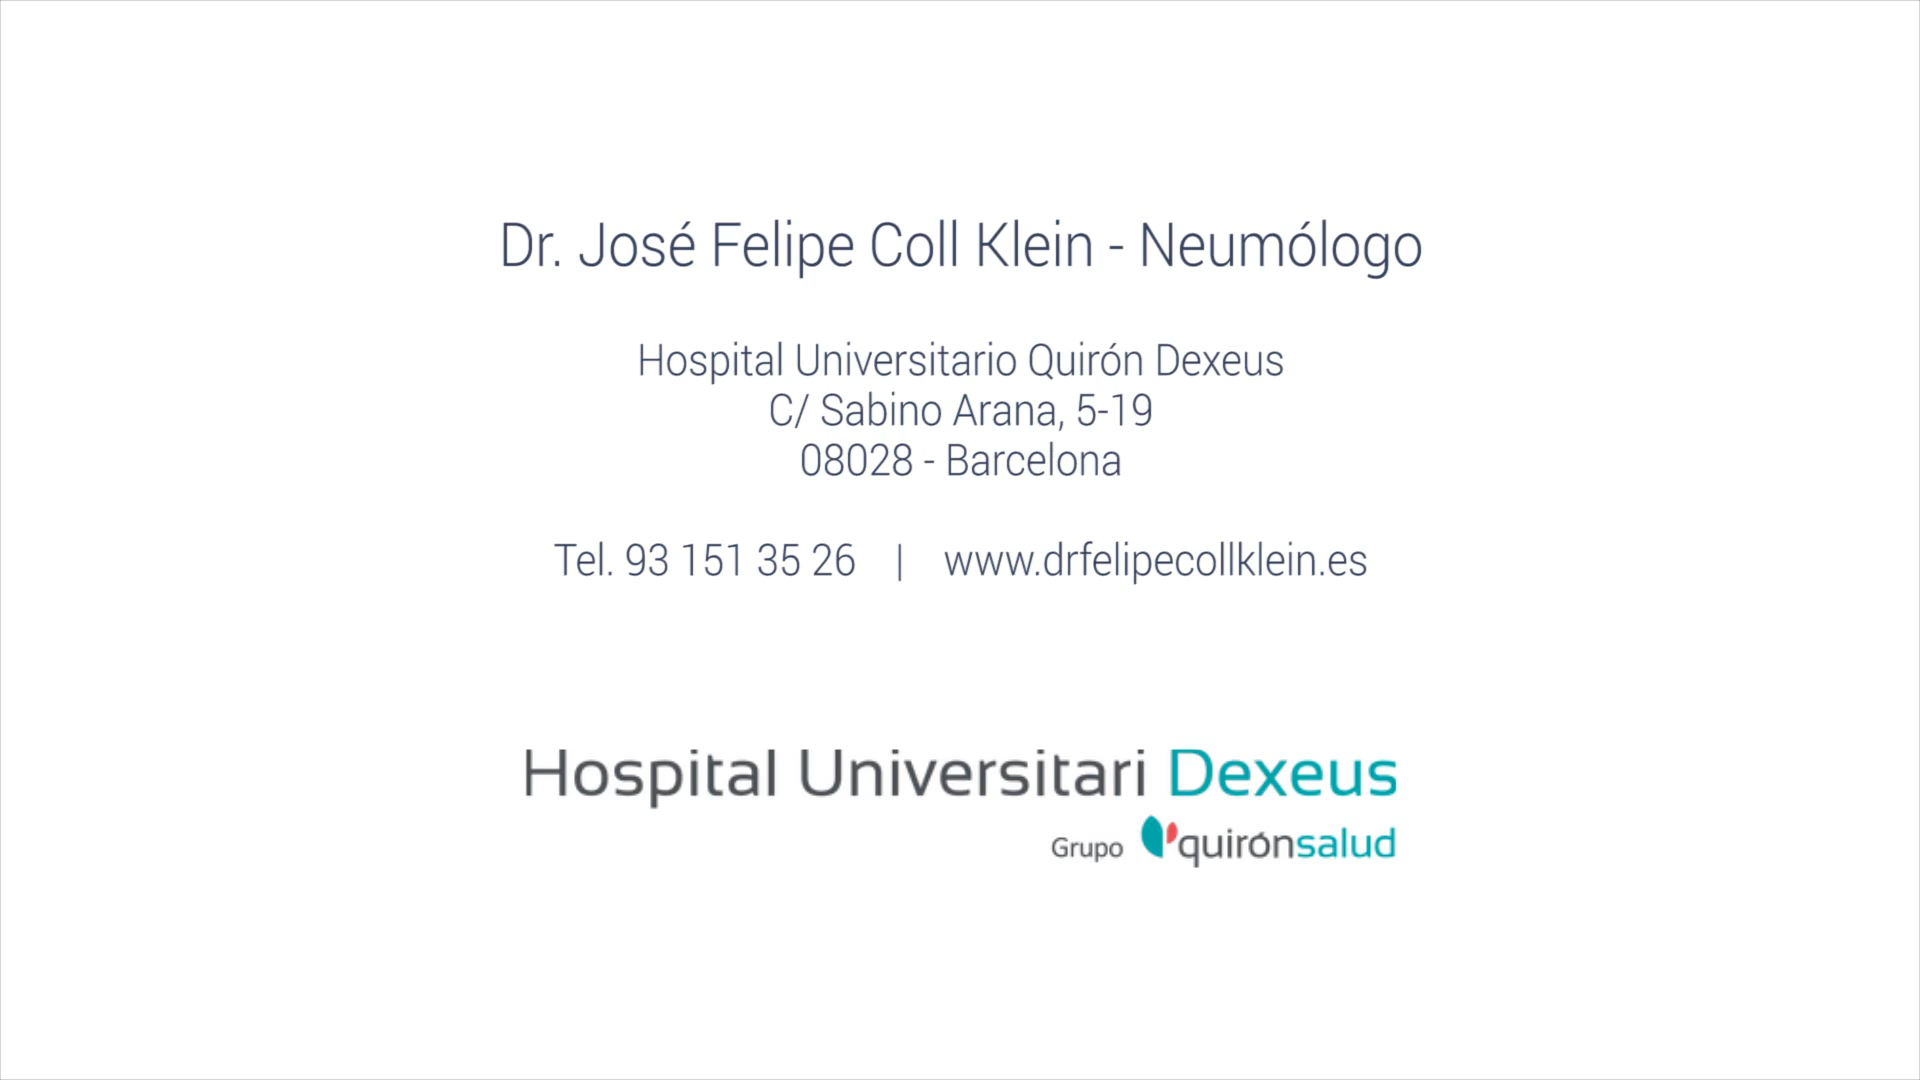 Dr. José Felipe Coll Klein - Neumólogo
Hospital Universitario Quirón Dexeus
C/ Sabino Arana, 5-19
08028 - Barcelona
Tel. 93 151 35 26 | www.drfelipecollklein.es
Hospital Universitari Dexeus
Grupo quirónsalud